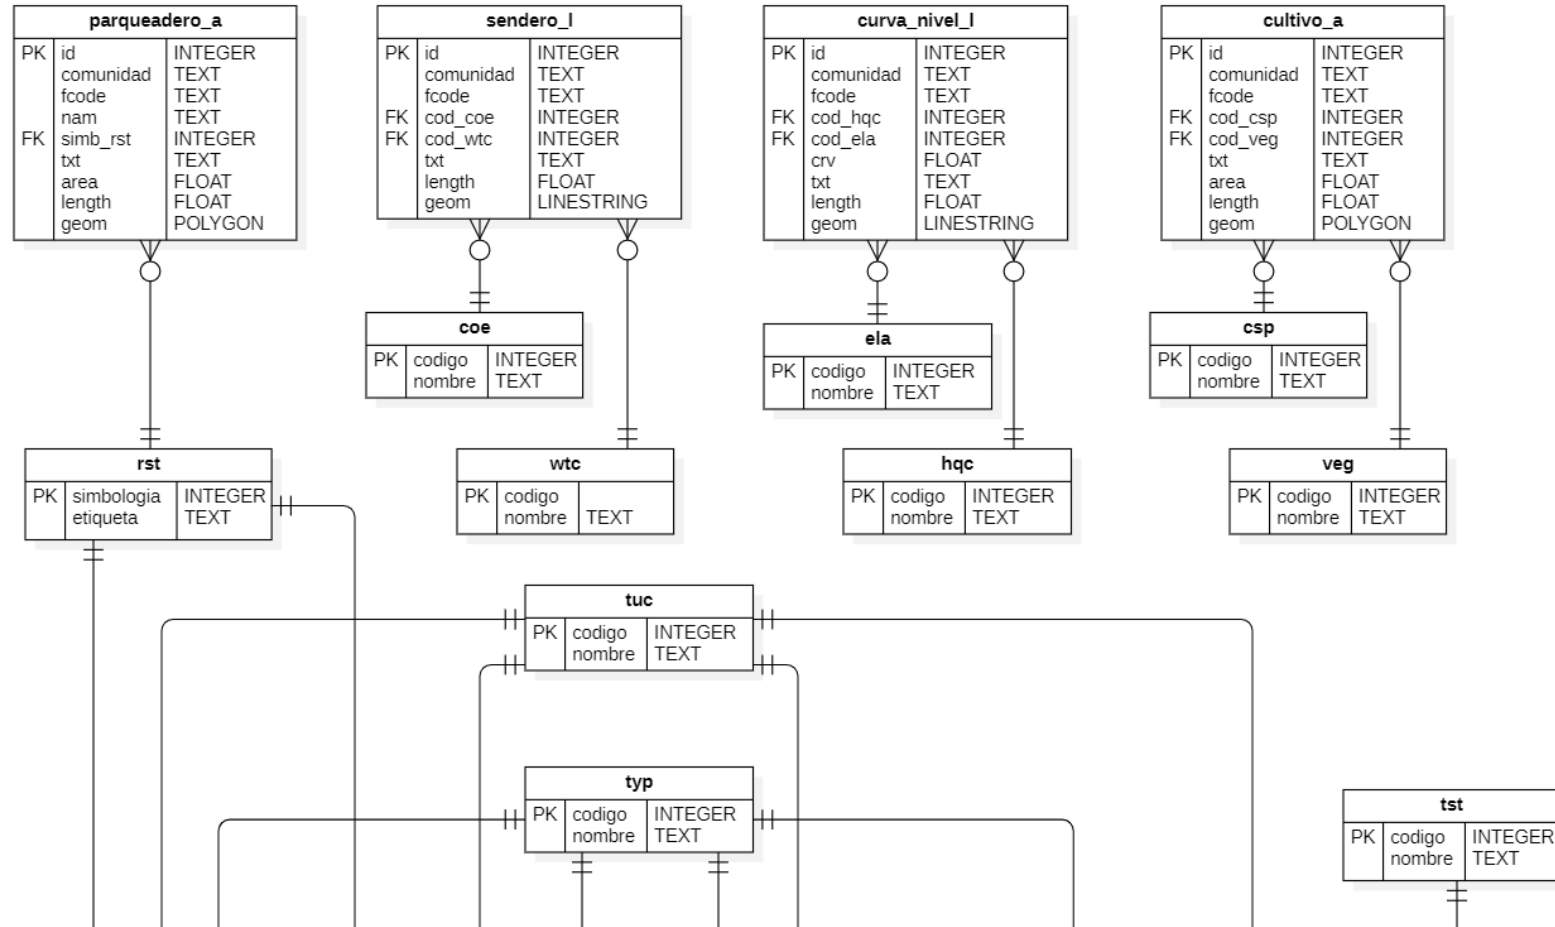 parqueadero_a
PK id INTEGER
comunidad TEXT
fcode TEXT
nam TEXT
FK simb_rst INTEGER
txt TEXT
area FLOAT
length FLOAT
geom POLYGON
sendero_l
PK id INTEGER
comunidad TEXT
fcode TEXT
FK cod_coe INTEGER
FK cod_wtc INTEGER
txt TEXT
length FLOAT
geom LINESTRING
curva_nivel_l
PK id INTEGER
comunidad TEXT
fcode TEXT
FK cod_hqc INTEGER
FK cod_ela INTEGER
crv FLOAT
txt TEXT
length FLOAT
geom LINESTRING
cultivo_a
PK id INTEGER
comunidad TEXT
fcode TEXT
FK cod_csp INTEGER
FK cod_veg INTEGER
txt TEXT
area FLOAT
length FLOAT
geom POLYGON
coe
PK codigo INTEGER
nombre TEXT
ela
PK codigo INTEGER
nombre TEXT
csp
PK codigo INTEGER
nombre TEXT
rst
PK simbologia INTEGER
etiqueta TEXT
wtc
PK codigo
nombre TEXT
hqc
PK codigo INTEGER
nombre TEXT
veg
PK codigo INTEGER
nombre TEXT
tuc
PK codigo INTEGER
nombre TEXT
typ
PK codigo INTEGER
nombre TEXT
tst
PK codigo INTEGER
nombre TEXT